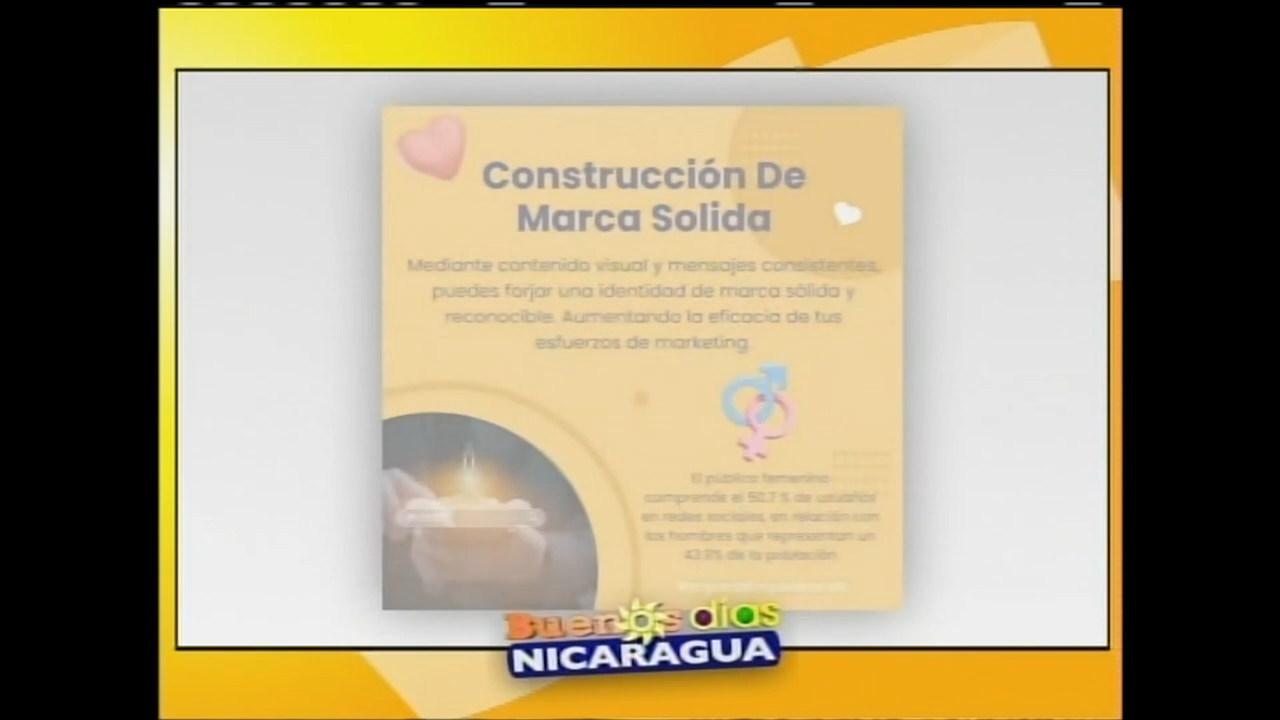 Construcción De
Marca Solida
Mediante contenido visual y mensajes consistentes,
puedes forjar una identidad de marca sólida y
reconocible. Aumentando la eficacia de tus
esfuerzos de marketing.
El público femenino
comprende el 50.7 % de usuarios
en redes sociales, en relación con
los hombres que representan un
de la población
Buenos días
NICARAGUA